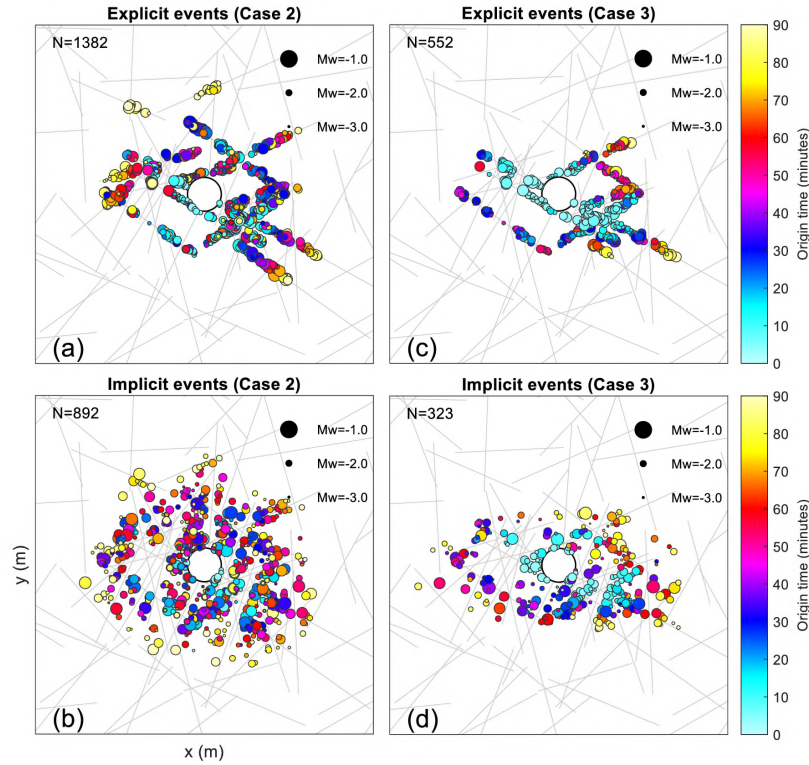 Explicit events (Case 2)
N=1382
Mw=-1.0
Mw=-2.0
Mw=-3.0
(a)
Explicit events (Case 3)
N=552
Mw=-1.0
Mw=-2.0
Mw=-3.0
(c)
90
80
70
60
50
40
30
20
10
0
Origin time (minutes)
Implicit events (Case 2)
N=892
Mw=-1.0
Mw=-2.0
Mw=-3.0
(b)
y (m)
x (m)
Implicit events (Case 3)
N=323
Mw=-1.0
Mw=-2.0
Mw=-3.0
(d)
90
80
70
60
50
40
30
20
10
0
Origin time (minutes)